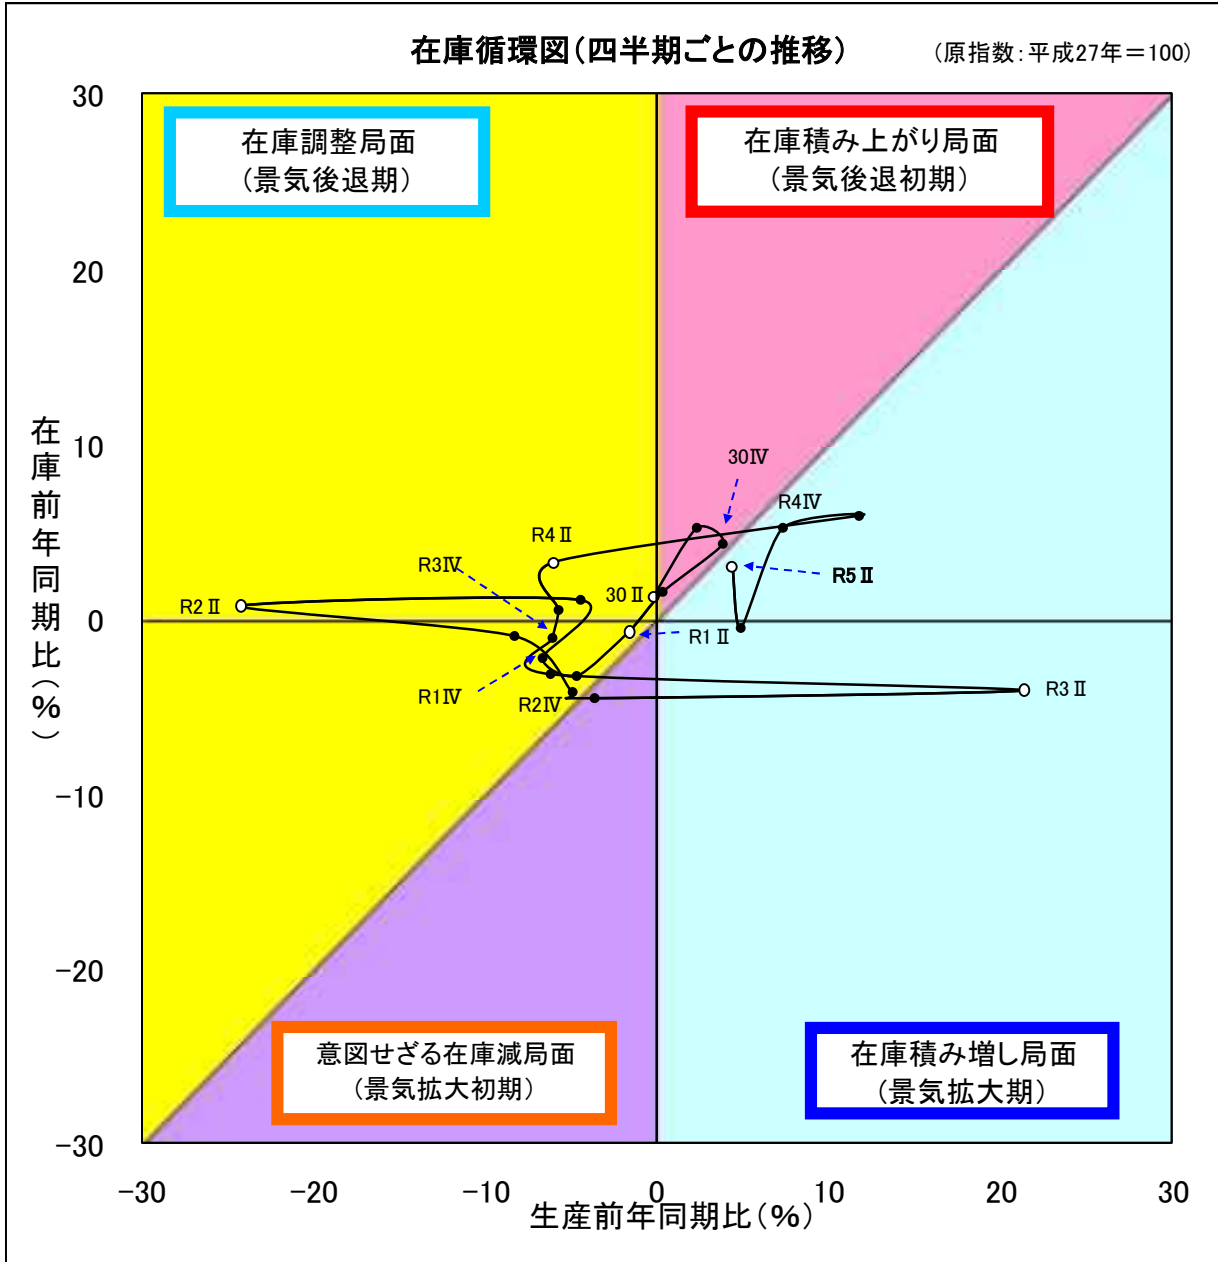 在庫循環図(四半期ごとの推移)
(原指数:平成27年=100)
在庫調整局面
(景気後退期)
在庫積み上がり局面
(景気後退初期)
30
20
10
0
-10
-20
-30
在庫前年同期比(%)
30Ⅳ
R4Ⅳ
R4Ⅱ
R3Ⅳ
R5Ⅱ
30Ⅱ
R2Ⅱ
R1Ⅱ
R1Ⅳ
R2Ⅳ
R3Ⅱ
意図せざる在庫減局面
(景気拡大初期)
在庫積み増し局面
(景気拡大期)
-30
-20
-10
0
10
20
30
生産前年同期比(%)